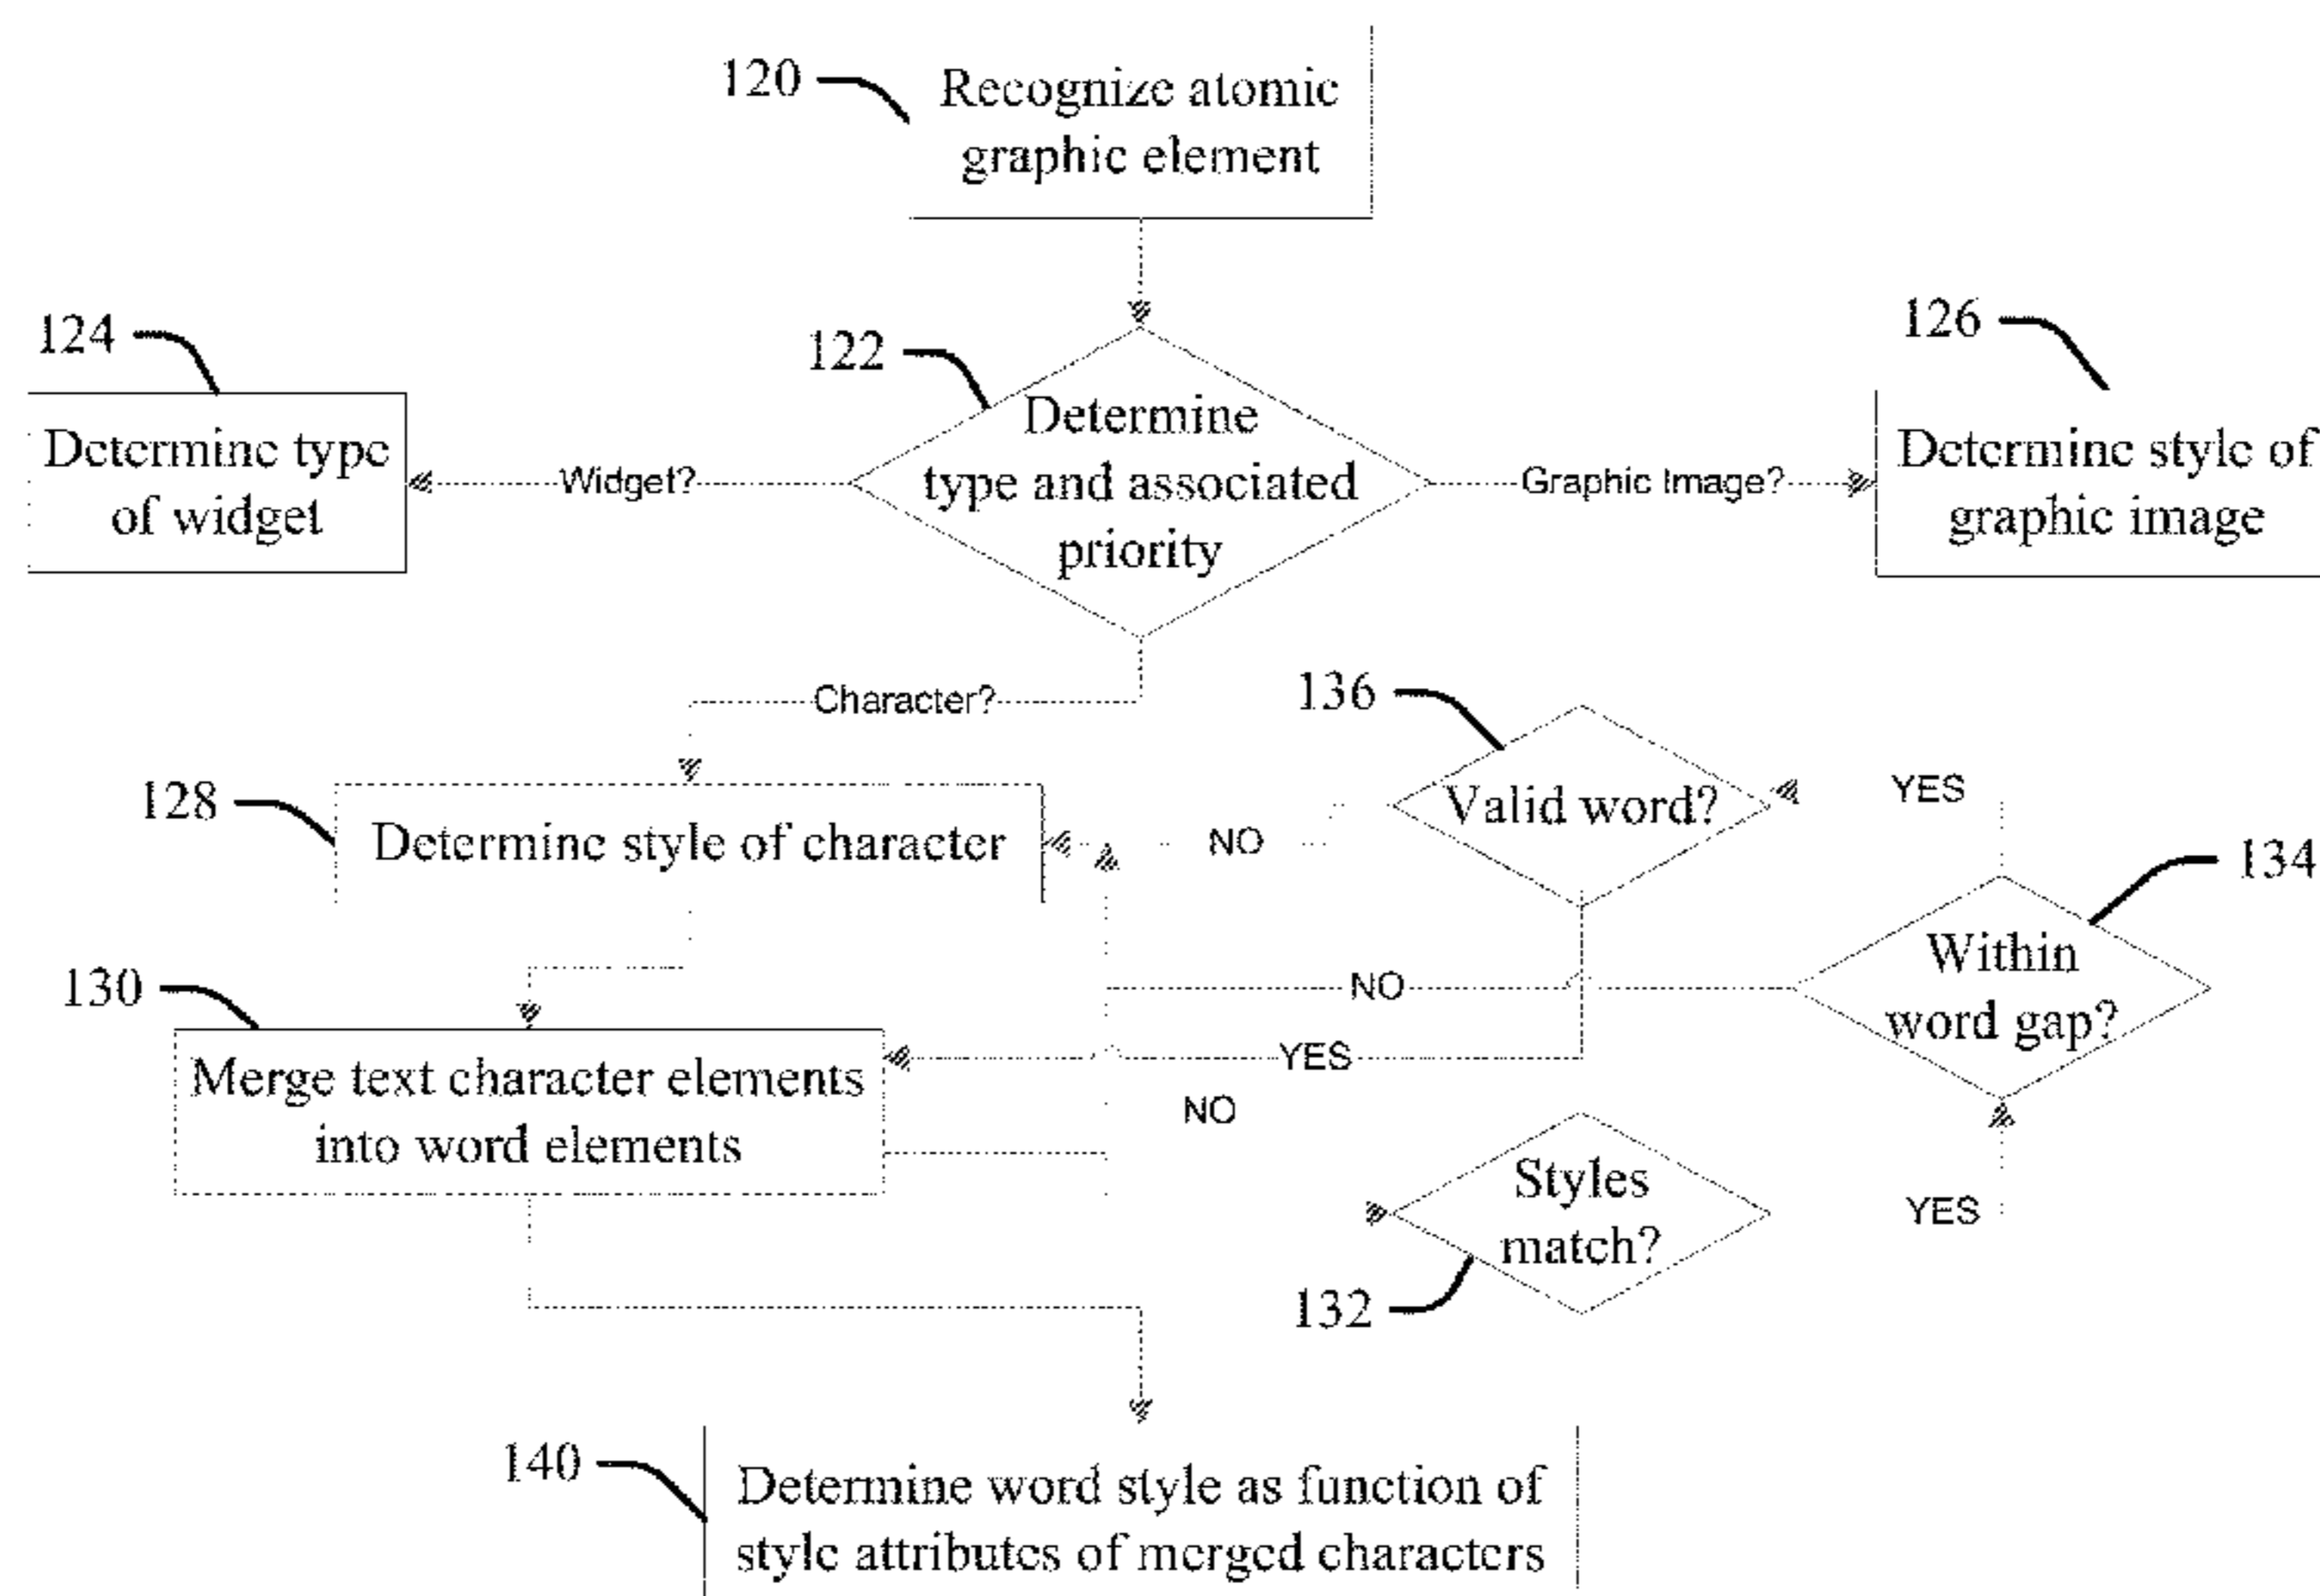 120
Recognize atomic
graphic element
124
122
126
Determine type
of widget
Widget?
Determine
type and associated
priority
Graphic Image?
Determine style of
graphic image
Character?
136
128
Determine style of character
NO
Valid word?
YES
134
130
NO
Within
word gap?
Merge text character elements
into word elements
YES
NO
Styles
match?
YES
132
140
Determine word style as function of
style attributes of merged characters